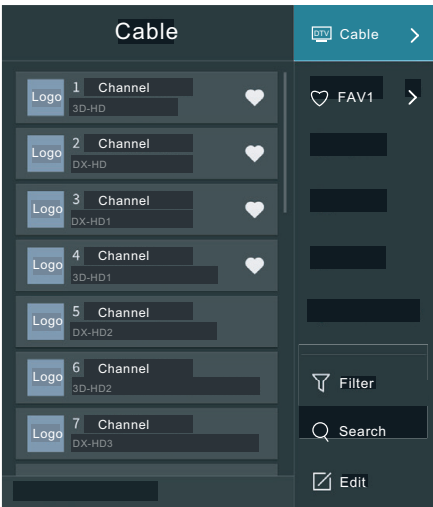 Cable
Logo 1 Channel
3D-HD
Logo 2 Channel
DX-HD
Logo 3 Channel
DX-HD1
Logo 4 Channel
3D-HD1
Logo 5 Channel
DX-HD2
Logo 6 Channel
3D-HD2
Logo 7 Channel
DX-HD3
DTV Cable
FAV1
Filter
Search
Edit